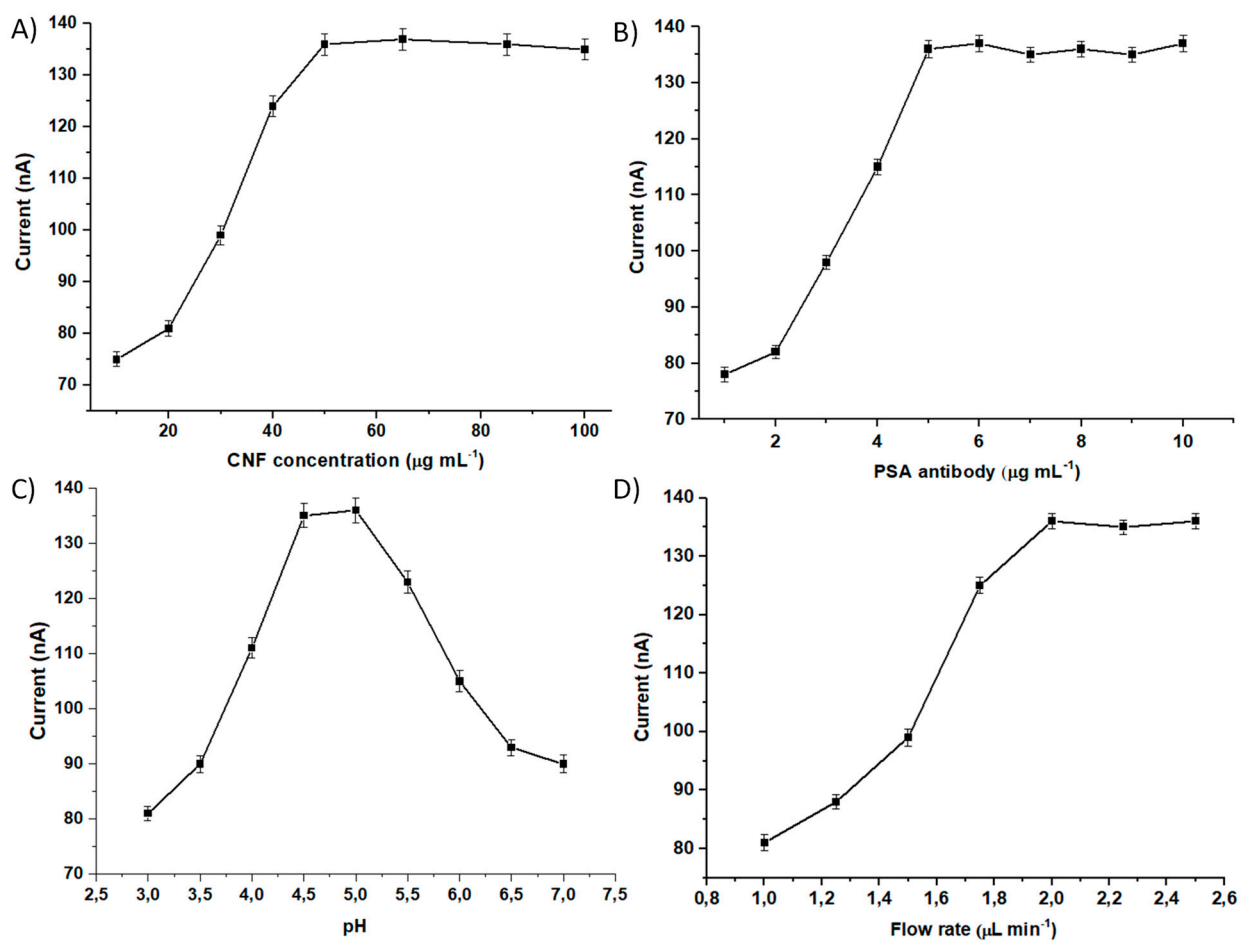 A)
140
130
120
110
100
90
80
70
Current (nA)
20 40 60 80 100
CNF concentration (μg mL-1)
B)
140
130
120
110
100
90
80
70
Current (nA)
2 4 6 8 10
PSA antibody (μg mL-1)
C)
140
130
120
110
100
90
80
70
Current (nA)
2,5 3,0 3,5 4,0 4,5 5,0 5,5 6,0 6,5 7,0 7,5
pH
D)
140
130
120
110
100
90
80
Current (nA)
0,8 1,0 1,2 1,4 1,6 1,8 2,0 2,2 2,4 2,6
Flow rate (μL min-1)